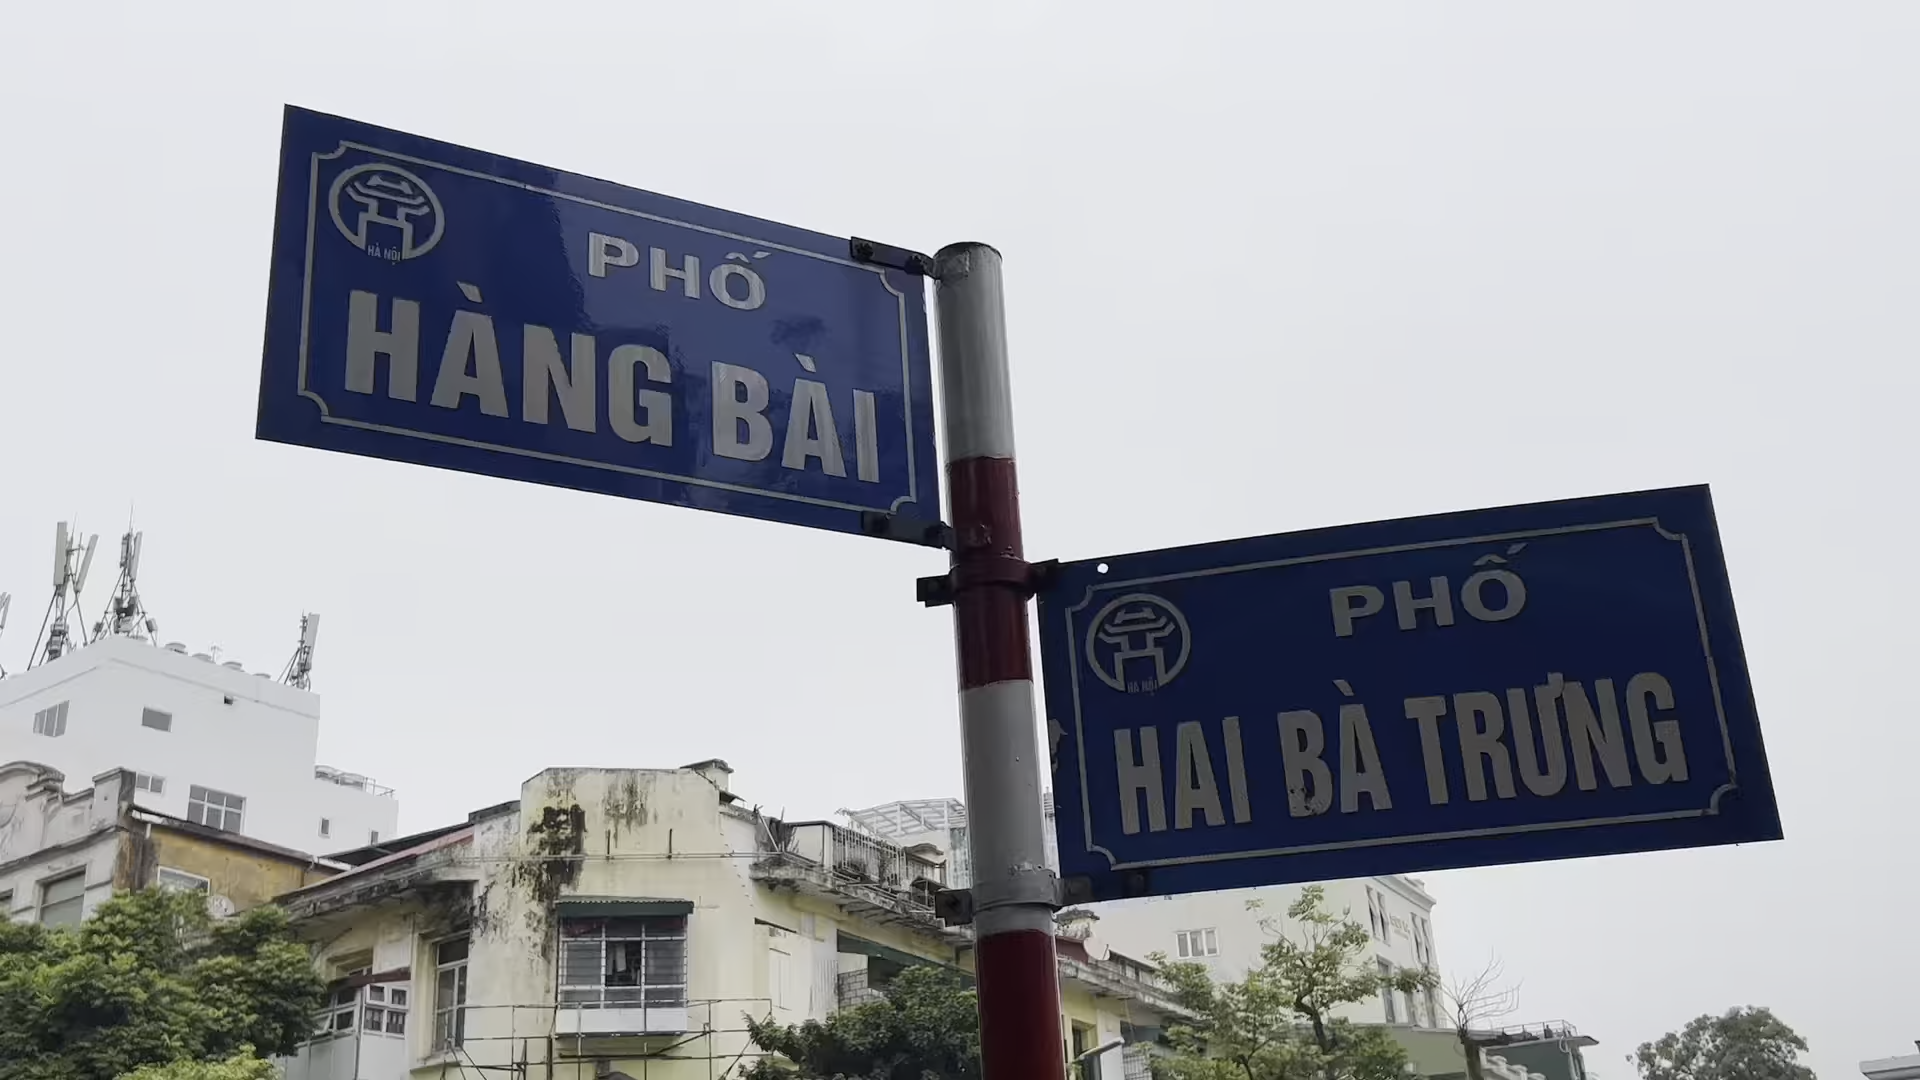 HÀ NỘI
PHỐ
HÀNG BÀI
HÀ NỘI
PHỐ
HAI BÀ TRƯNG